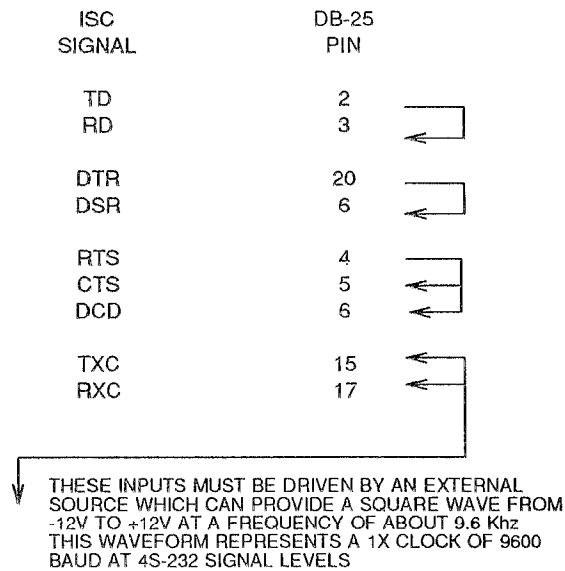 ISC DB-25
SIGNAL PIN
TD 2
RD 3
DTR 20
DSR 6
RTS 4
CTS 5
DCD 6
TXC 15
RXC 17
THESE INPUTS MUST BE DRIVEN BY AN EXTERNAL
SOURCE WHICH CAN PROVIDE A SQUARE WAVE FROM
-12V TO +12V AT A FREQUENCY OF ABOUT 9.6 Khz
THIS WAVEFORM REPRESENTS A 1X CLOCK OF 9600
BAUD AT 4S-232 SIGNAL LEVELS